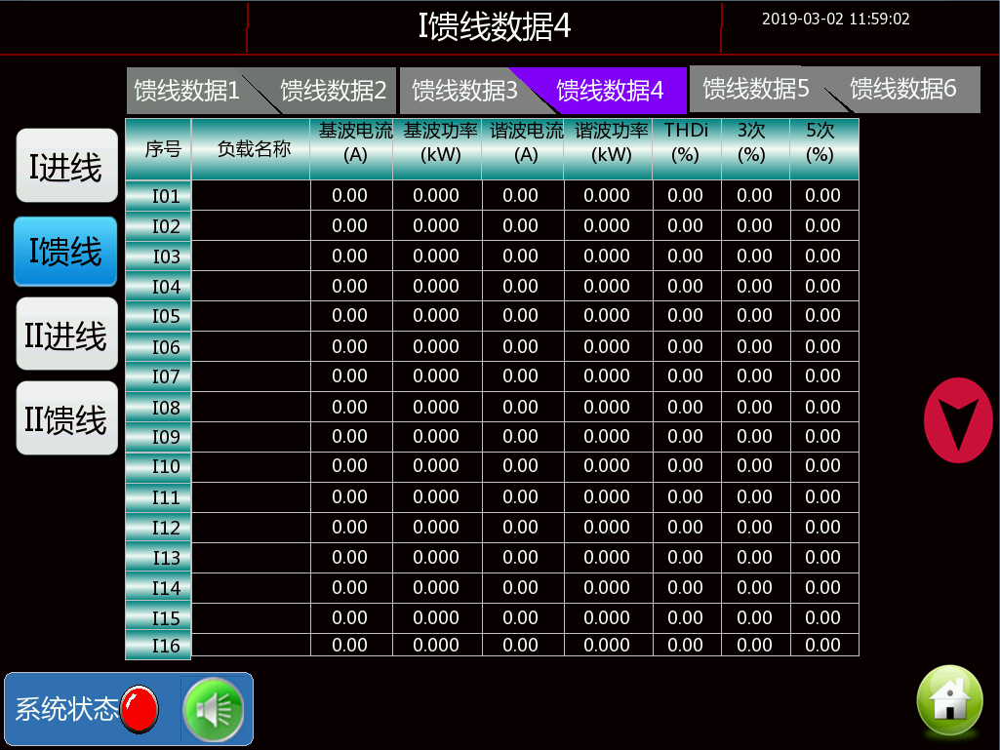 I馈线数据4
2019-03-02 11:59:02
馈线数据1 馈线数据2 馈线数据3 馈线数据4 馈线数据5 馈线数据6
I进线
I馈线
II进线
II馈线
序号 负载名称 基波电流(A) 基波功率(kW) 谐波电流(A) 谐波功率(kW) THDi(%) 3次(%) 5次(%)
I01 0.00 0.000 0.00 0.000 0.00 0.00 0.00
I02 0.00 0.000 0.00 0.000 0.00 0.00 0.00
I03 0.00 0.000 0.00 0.000 0.00 0.00 0.00
I04 0.00 0.000 0.00 0.000 0.00 0.00 0.00
I05 0.00 0.000 0.00 0.000 0.00 0.00 0.00
I06 0.00 0.000 0.00 0.000 0.00 0.00 0.00
I07 0.00 0.000 0.00 0.000 0.00 0.00 0.00
I08 0.00 0.000 0.00 0.000 0.00 0.00 0.00
I09 0.00 0.000 0.00 0.000 0.00 0.00 0.00
I10 0.00 0.000 0.00 0.000 0.00 0.00 0.00
I11 0.00 0.000 0.00 0.000 0.00 0.00 0.00
I12 0.00 0.000 0.00 0.000 0.00 0.00 0.00
I13 0.00 0.000 0.00 0.000 0.00 0.00 0.00
I14 0.00 0.000 0.00 0.000 0.00 0.00 0.00
I15 0.00 0.000 0.00 0.000 0.00 0.00 0.00
I16 0.00 0.000 0.00 0.000 0.00 0.00 0.00
系统状态